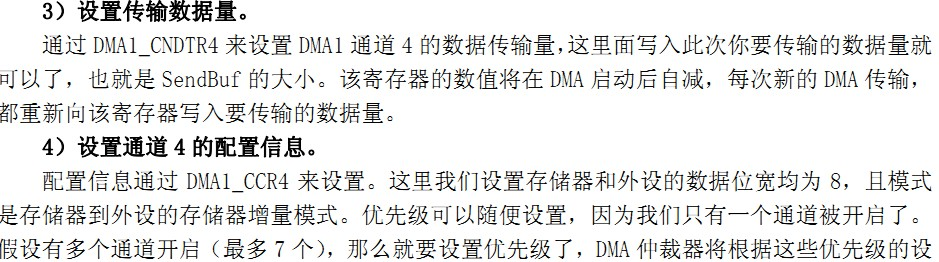 3）设置传输数据量。
通过 DMA1_CNDTR4 来设置 DMA1 通道 4 的数据传输量，这里面写入此次你要传输的数据量就
可以了，也就是 SendBuf 的大小。该寄存器的数值将在 DMA 启动后自减，每次新的 DMA 传输，
都重新向该寄存器写入要传输的数据量。
4）设置通道 4 的配置信息。
配置信息通过 DMA1_CCR4 来设置。这里我们设置存储器和外设的数据位宽均为 8，且模式
是存储器到外设的存储器增量模式。优先级可以随便设置，因为我们只有一个通道被开启了。
假设有多个通道开启（最多 7 个），那么就要设置优先级了，DMA 仲裁器将根据这些优先级的设